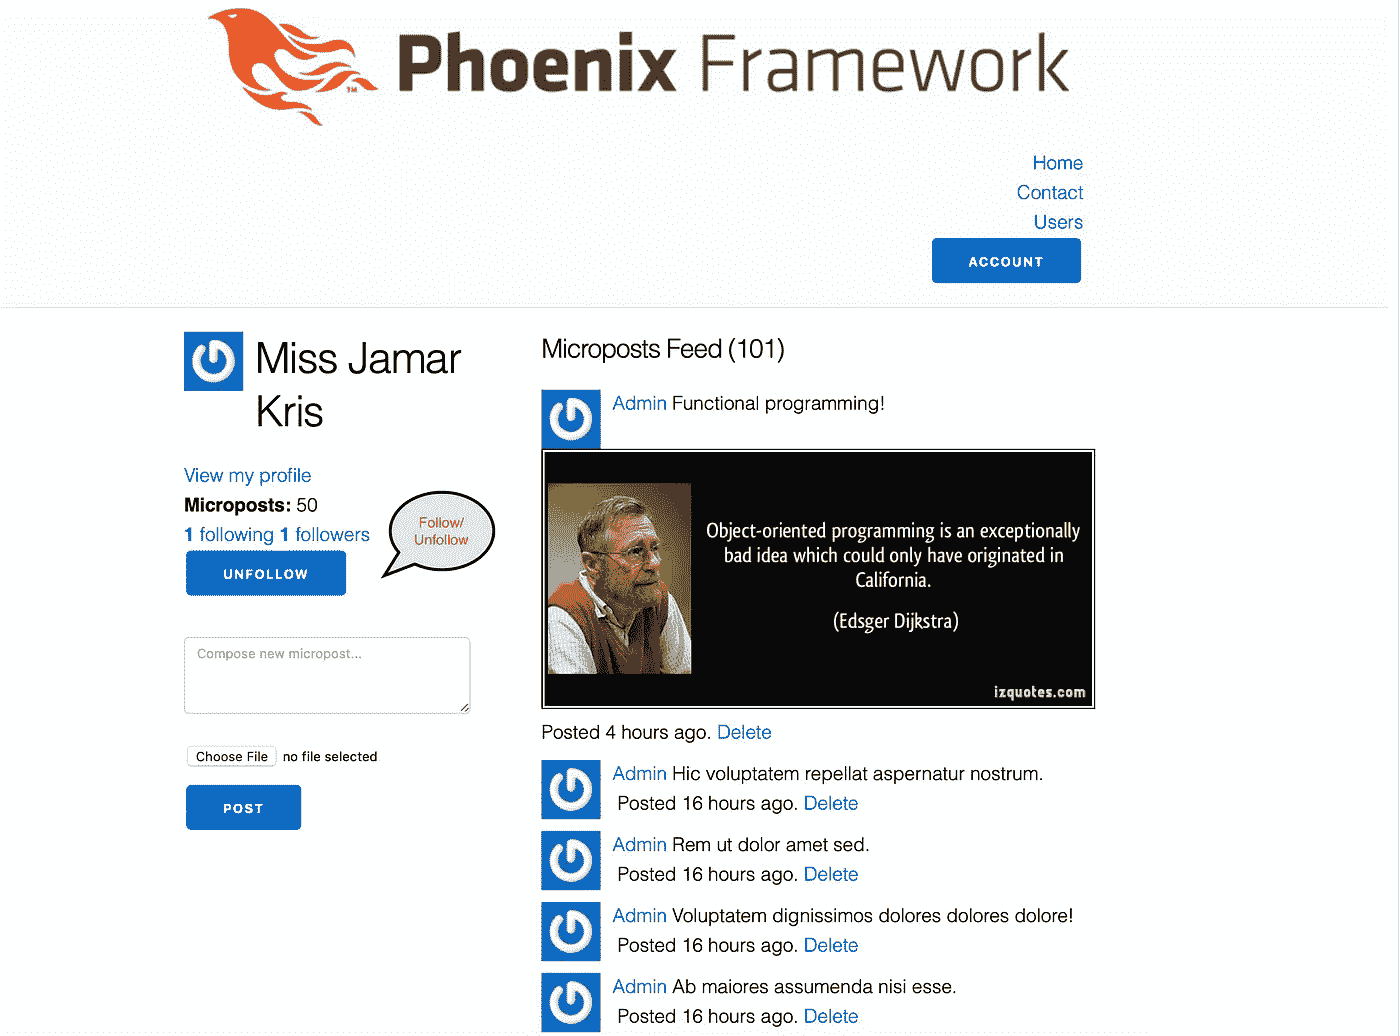 Phoenix Framework
TM
Home
Contact
Users
ACCOUNT
Miss Jamar
Kris
View my profile
Microposts: 50
1 following 1 followers
Follow/
Unfollow
UNFOLLOW
Compose new micropost...
Choose File no file selected
POST
Microposts Feed (101)
Admin Functional programming!
Object-oriented programming is an exceptionally
bad idea which could only have originated in
California.
(Edsger Dijkstra)
izquotes.com
Posted 4 hours ago. Delete
Admin Hic voluptatem repellat aspernatur nostrum.
Posted 16 hours ago. Delete
Admin Rem ut dolor amet sed.
Posted 16 hours ago. Delete
Admin Voluptatem dignissimos dolores dolores dolore!
Posted 16 hours ago. Delete
Admin Ab maiores assumenda nisi esse.
Posted 16 hours ago. Delete